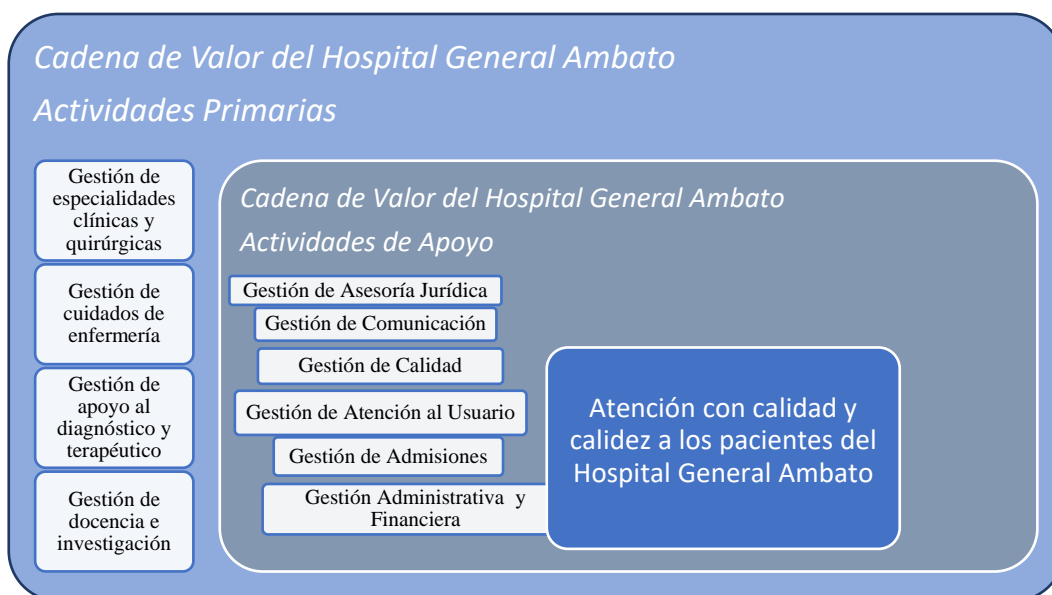 Cadena de Valor del Hospital General Ambato
Actividades Primarias
Gestión de
especialidades
clínicas y
quirúrgicas
Gestión de
cuidados de
enfermería
Gestión de
apoyo al
diagnóstico y
terapéutico
Gestión de
docencia e
investigación
Cadena de Valor del Hospital General Ambato
Actividades de Apoyo
Gestión de Asesoría Jurídica
Gestión de Comunicación
Gestión de Calidad
Gestión de Atención al Usuario
Gestión de Admisiones
Gestión Administrativa y
Financiera
Atención con calidad y
calidez a los pacientes del
Hospital General Ambato